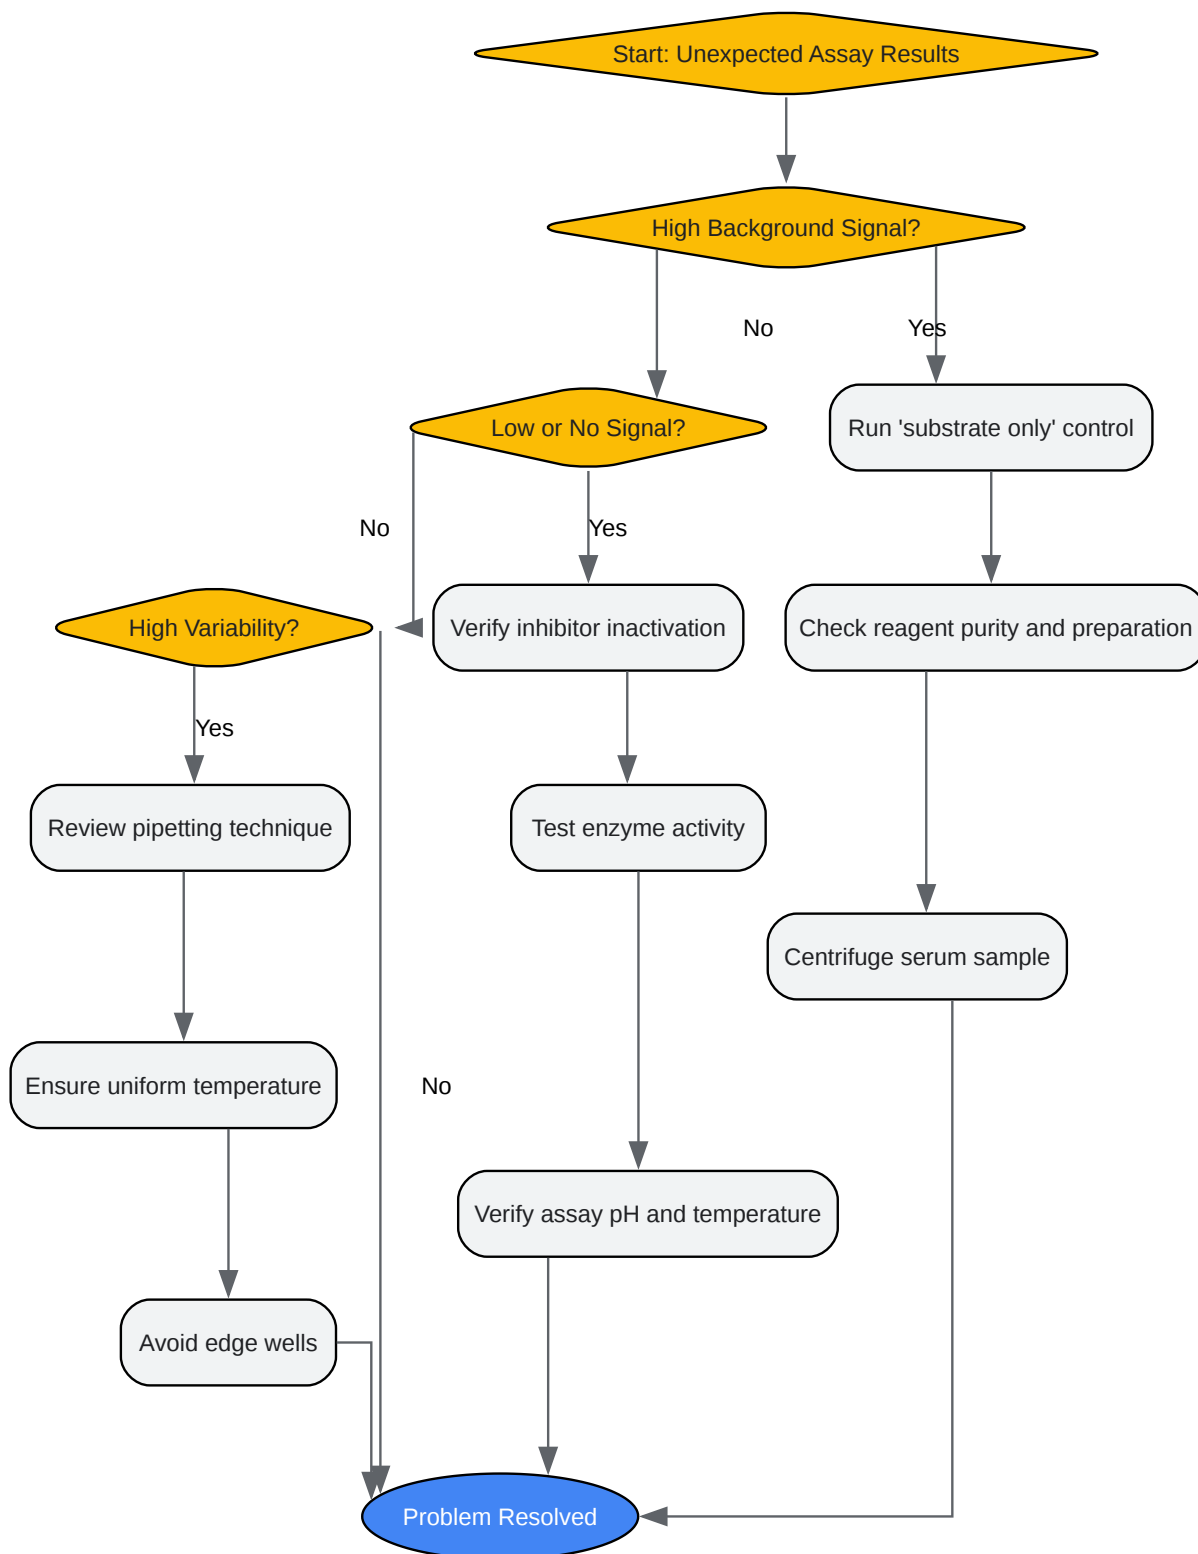 Start: Unexpected Assay Results
High Background Signal?
No
Yes
Low or No Signal?
Run 'substrate only' control
No
Yes
High Variability?
Verify inhibitor inactivation
Check reagent purity and preparation
Yes
Review pipetting technique
Test enzyme activity
Centrifuge serum sample
Ensure uniform temperature
No
Verify assay pH and temperature
Avoid edge wells
Problem Resolved